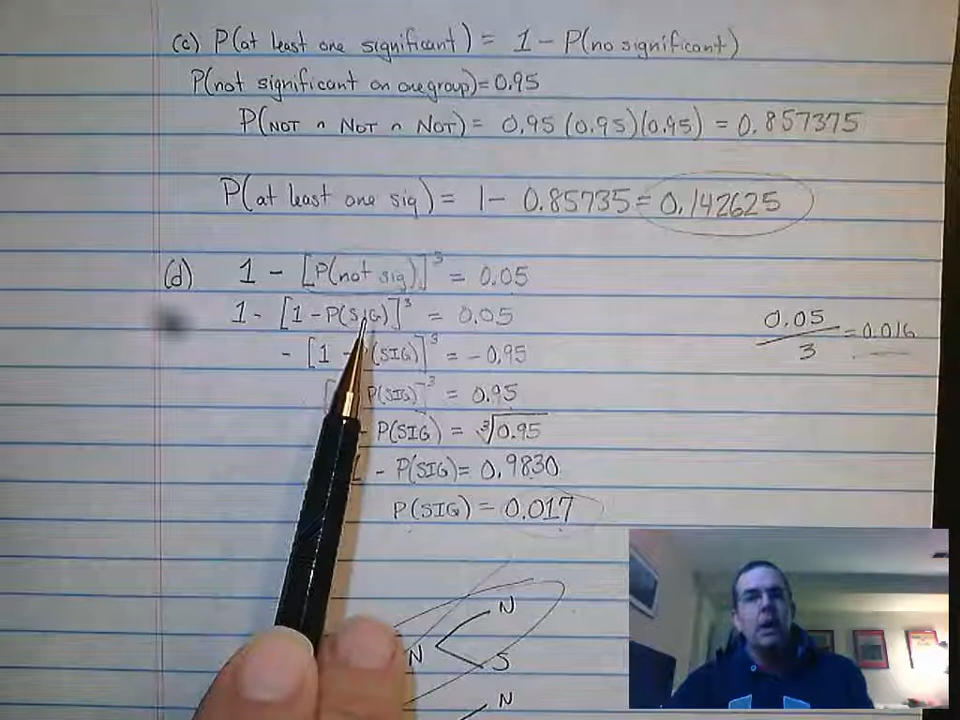 (c) P(at least one significant) = 1 - P(no significant)
P(not significant on one group) = 0.95
P(NOT ∩ NOT ∩ NOT) = 0.95 (0.95)(0.95) = 0.857375
P(at least one sig) = 1 - 0.85735 = 0.142625
(d) 1 - [P(not sig)]³ = 0.05
1 - [1 - P(SIG)]³ = 0.05
0.05/3 = 0.016
- [1 - P(SIG)]³ = -0.95
[ P(SIG)]³ = 0.95
- P(SIG) = ³√0.95
- P(SIG) = 0.9830
P(SIG) = 0.017
N
N
S
N